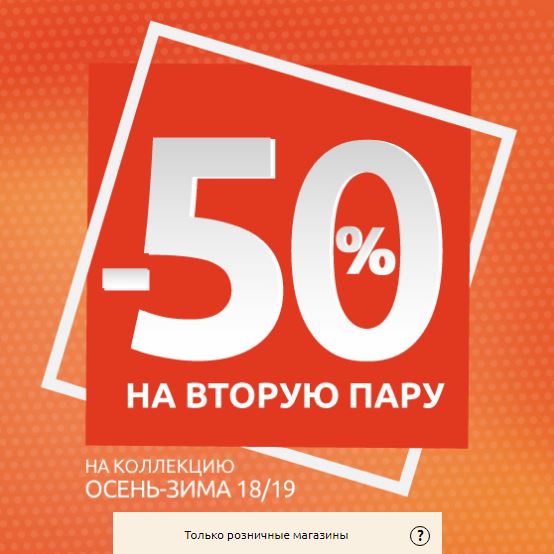 -50%
НА ВТОРУЮ ПАРУ
НА КОЛЛЕКЦИЮ
ОСЕНЬ-ЗИМА 18/19
Только розничные магазины ?